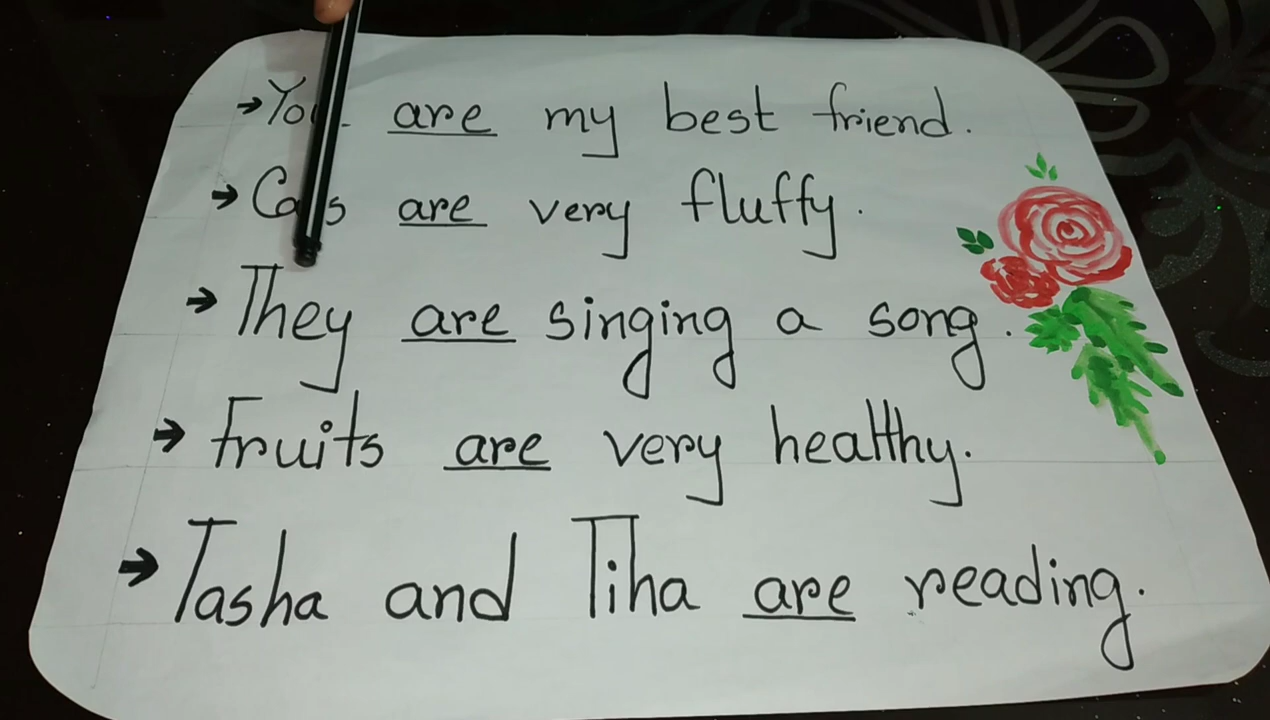 → You are my best friend.
→ Cats are very fluffy.
→ They are singing a song.
→ Fruits are very healthy.
→ Tasha and Tiha are reading.